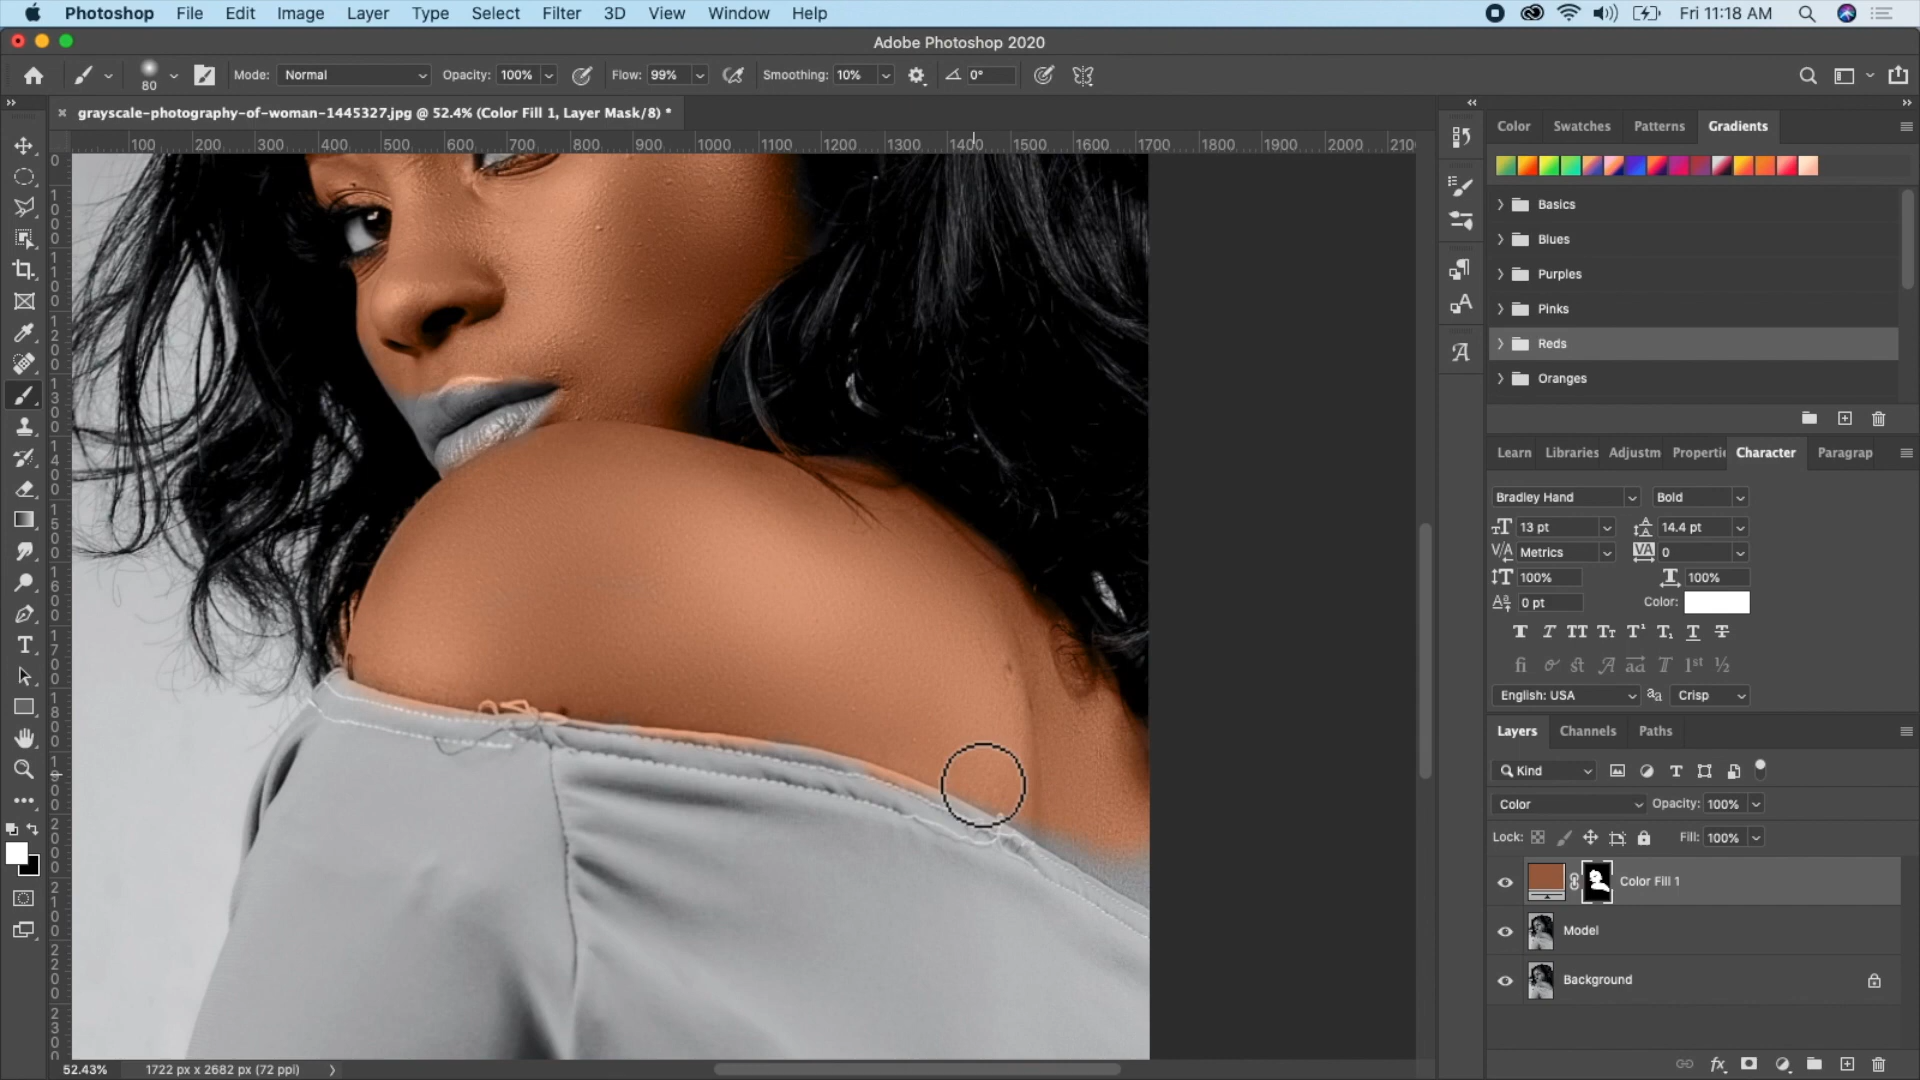 Photoshop File Edit Image Layer Type Select Filter 3D View Window Help Fri 11:18 AM
Adobe Photoshop 2020
80 Mode: Normal Opacity: 100% Flow: 99% Smoothing: 10% 0°
grayscale-photography-of-woman-1445327.jpg @ 52.4% (Color Fill 1, Layer Mask/8) *
100 200 300 400 500 600 700 800 900 1000 1100 1200 1300 1400 1500 1600 1700 1800 1900 2000 210
Color Swatches Patterns Gradients
Basics
Blues
Purples
Pinks
Reds
Oranges
Learn Libraries Adjustm Properti Character Paragrap
Bradley Hand Bold
13 pt 14.4 pt
Metrics 0
100% 100%
0 pt Color:
English: USA Crisp
Layers Channels Paths
Kind
Color Opacity: 100%
Lock: Fill: 100%
Color Fill 1
Model
Background
52.43% 1722 px x 2682 px (72 ppi)